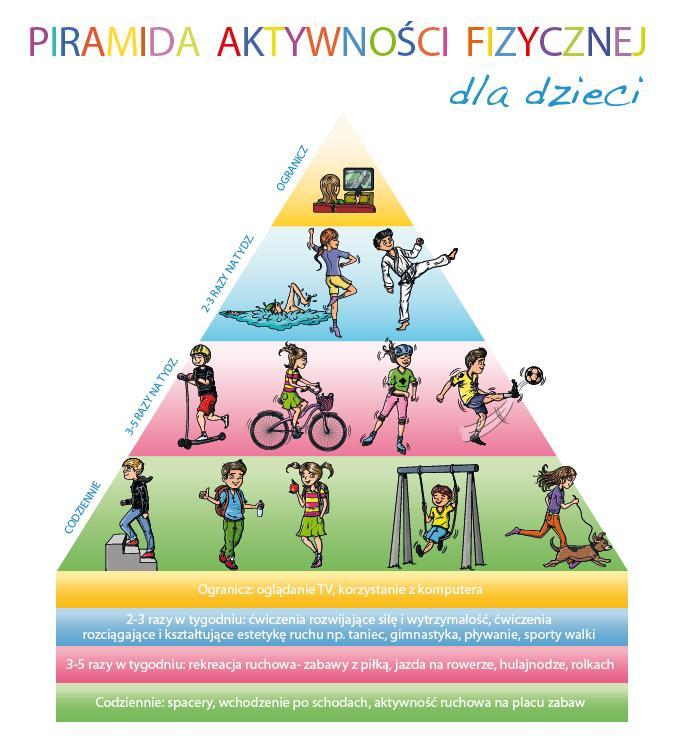 PIRAMIDA AKTYWNOŚCI FIZYCZNEJ
dla dzieci
OGRANICZ
2-3 RAZY NA TYDZ.
3-5 RAZY NA TYDZ.
CODZIENNIE
Ogranicz: oglądanie TV, korzystanie z komputera
2-3 razy w tygodniu: ćwiczenia rozwijające siłę i wytrzymałość, ćwiczenia
rozciągające i kształtujące estetykę ruchu np. taniec, gimnastyka, pływanie, sporty walki
3-5 razy w tygodniu: rekreacja ruchowa- zabawy z piłką, jazda na rowerze, hulajnodze, rolkach
Codziennie: spacery, wchodzenie po schodach, aktywność ruchowa na placu zabaw